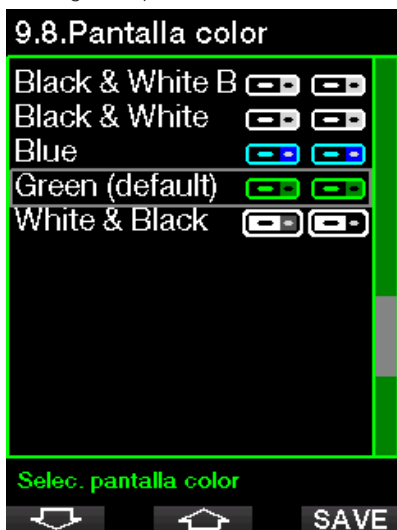 9.8.Pantalla color
Black & White B
Black & White
Blue
Green (default)
White & Black
Selec. pantalla color
SAVE